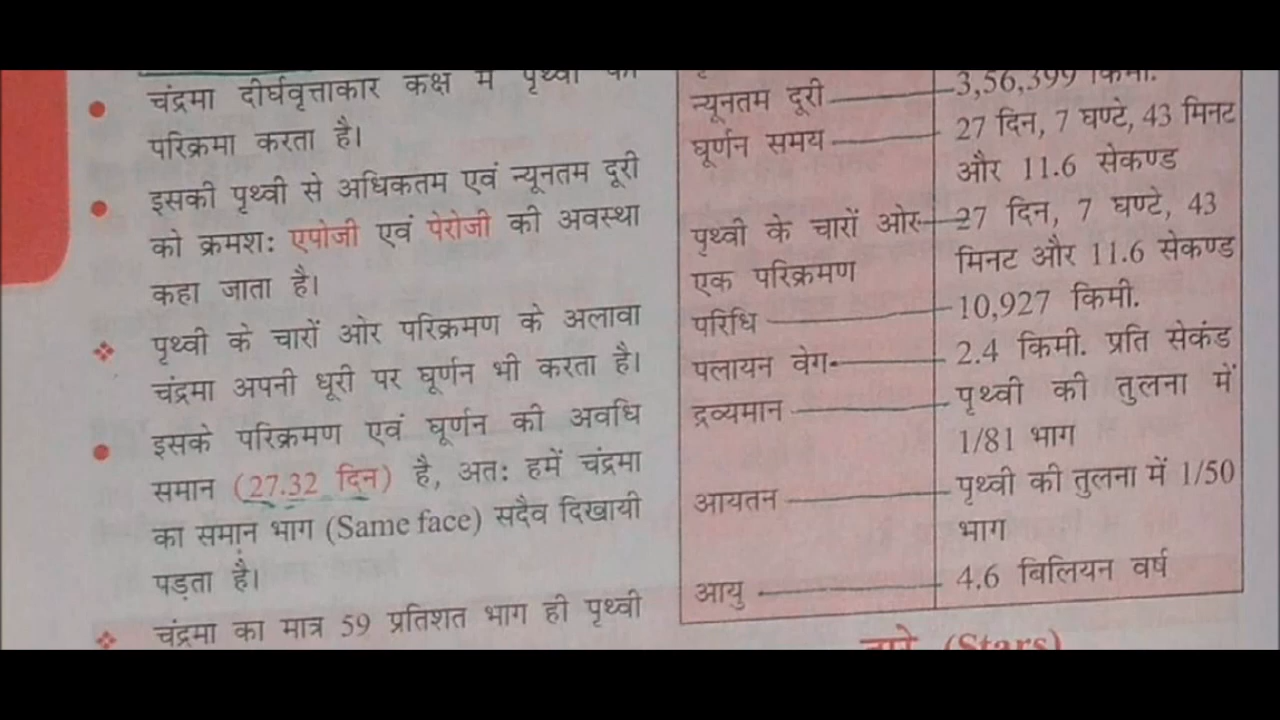 चंद्रमा दीर्घवृत्ताकार कक्ष में पृथ्वी की
परिक्रमा करता है।
इसकी पृथ्वी से अधिकतम एवं न्यूनतम दूरी
को क्रमश: एपोजी एवं पेरोजी की अवस्था
कहा जाता है।
पृथ्वी के चारों ओर परिक्रमण के अलावा
चंद्रमा अपनी धूरी पर घूर्णन भी करता है।
इसके परिक्रमण एवं घूर्णन की अवधि
समान (27.32 दिन) है, अत: हमें चंद्रमा
का समान भाग (Same face) सदैव दिखायी
पड़ता है।
चंद्रमा का मात्र 59 प्रतिशत भाग ही पृथ्वी
न्यूनतम दूरी 3,56,399 किमी.
घूर्णन समय 27 दिन, 7 घण्टे, 43 मिनट
और 11.6 सेकण्ड
पृथ्वी के चारों ओर 27 दिन, 7 घण्टे, 43
एक परिक्रमण मिनट और 11.6 सेकण्ड
परिधि 10,927 किमी.
पलायन वेग 2.4 किमी. प्रति सेकंड
द्रव्यमान पृथ्वी की तुलना में
1/81 भाग
आयतन पृथ्वी की तुलना में 1/50
भाग
आयु 4.6 बिलियन वर्ष
तारे (Stars)